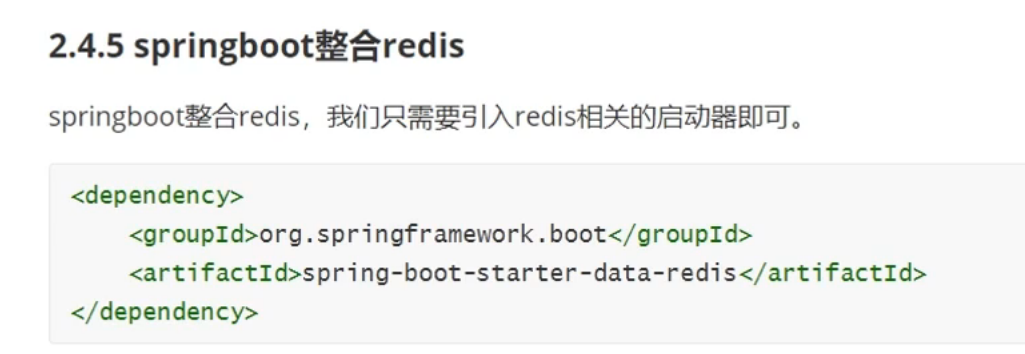 2.4.5 springboot整合redis
springboot整合redis，我们只需要引入redis相关的启动器即可。
<dependency>
    <groupId>org.springframework.boot</groupId>
    <artifactId>spring-boot-starter-data-redis</artifactId>
</dependency>